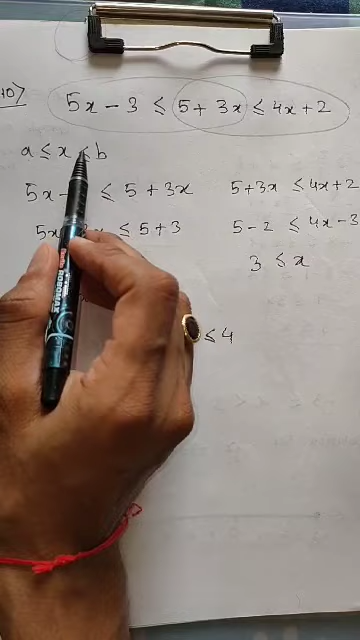 10>
5x - 3 ≤ 5 + 3x ≤ 4x + 2
a ≤ x ≤ b
5x - ≤ 5 + 3x
5x 3x ≤ 5 + 3
5+3x ≤ 4x+2
5-2 ≤ 4x-3
3 ≤ x
≤ 4